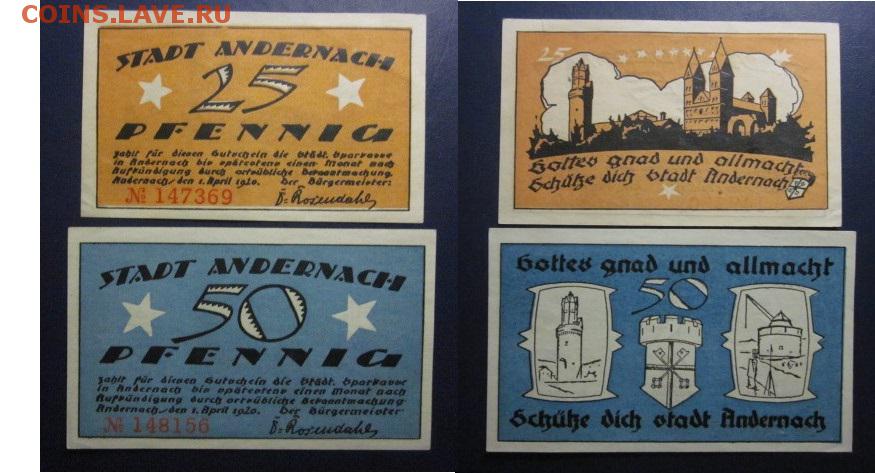 COINS.LAVE.RU
STADT ANDERNACH
25
PFENNIG
Zahlt für diesen Gutschein die Städt. Sparkasse
in Andernach bis spätestens einen Monat nach
Aufkündigung durch ortsübliche Bekanntmachung.
Andernach, den 1. April 1920. Der Bürgermeister:
№ 147369
Dr. Rosendahl
25
Gottes gnad und allmacht
Schütze dich stadt Andernach
STADT ANDERNACH
50
PFENNIG
zahlt für diesen Gutschein die Städt. Sparkasse
in Andernach bis spätestens einen Monat nach
Aufkündigung durch ortsübliche Bekanntmachung.
Andernach, den 1. April 1920. Der Bürgermeister:
№ 148156
Dr. Rosendahl
Gottes gnad und allmacht
50
Schütze dich stadt Andernach